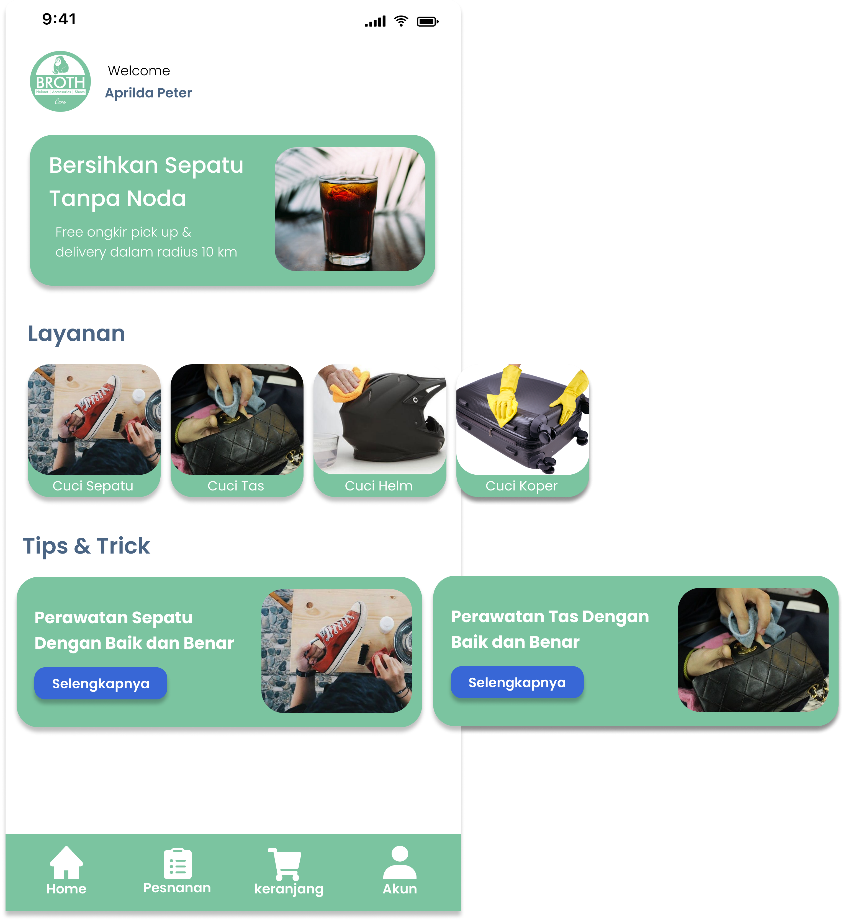 9:41
BROTH
Care
Welcome
Aprilda Peter
Bersihkan Sepatu
Tanpa Noda
Free ongkir pick up &
delivery dalam radius 10 km
Layanan
Cuci Sepatu
Cuci Tas
Cuci Helm
Cuci Koper
Tips & Trick
Perawatan Sepatu
Dengan Baik dan Benar
Selengkapnya
Perawatan Tas Dengan
Baik dan Benar
Selengkapnya
Home
Pesnanan
keranjang
Akun